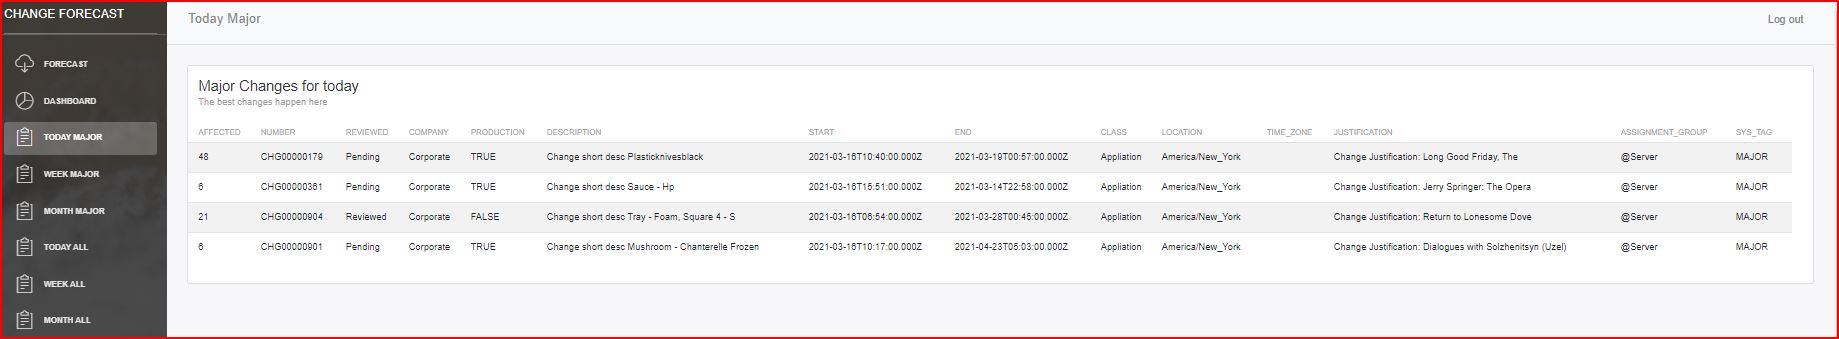 CHANGE FORECAST
FORECAST
DASHBOARD
TODAY MAJOR
WEEK MAJOR
MONTH MAJOR
TODAY ALL
WEEK ALL
MONTH ALL
Today Major Log out
Major Changes for today
The best changes happen here
AFFECTED NUMBER REVIEWED COMPANY PRODUCTION DESCRIPTION START END CLASS LOCATION TIME_ZONE JUSTIFICATION ASSIGNMENT_GROUP SYS_TAG
48 CHG00000179 Pending Corporate TRUE Change short desc Plasticknivesblack 2021-03-16T10:40:00.000Z 2021-03-19T00:57:00.000Z Appliation America/New_York Change Justification: Long Good Friday, The @Server MAJOR
6 CHG00000361 Pending Corporate TRUE Change short desc Sauce - Hp 2021-03-16T15:51:00.000Z 2021-03-14T22:58:00.000Z Appliation America/New_York Change Justification: Jerry Springer: The Opera @Server MAJOR
21 CHG00000904 Reviewed Corporate FALSE Change short desc Tray - Foam, Square 4 - S 2021-03-16T06:54:00.000Z 2021-03-28T00:45:00.000Z Appliation America/New_York Change Justification: Return to Lonesome Dove @Server MAJOR
6 CHG00000901 Pending Corporate TRUE Change short desc Mushroom - Chanterelle Frozen 2021-03-16T10:17:00.000Z 2021-04-23T05:03:00.000Z Appliation America/New_York Change Justification: Dialogues with Solzhenitsyn (Uzel) @Server MAJOR